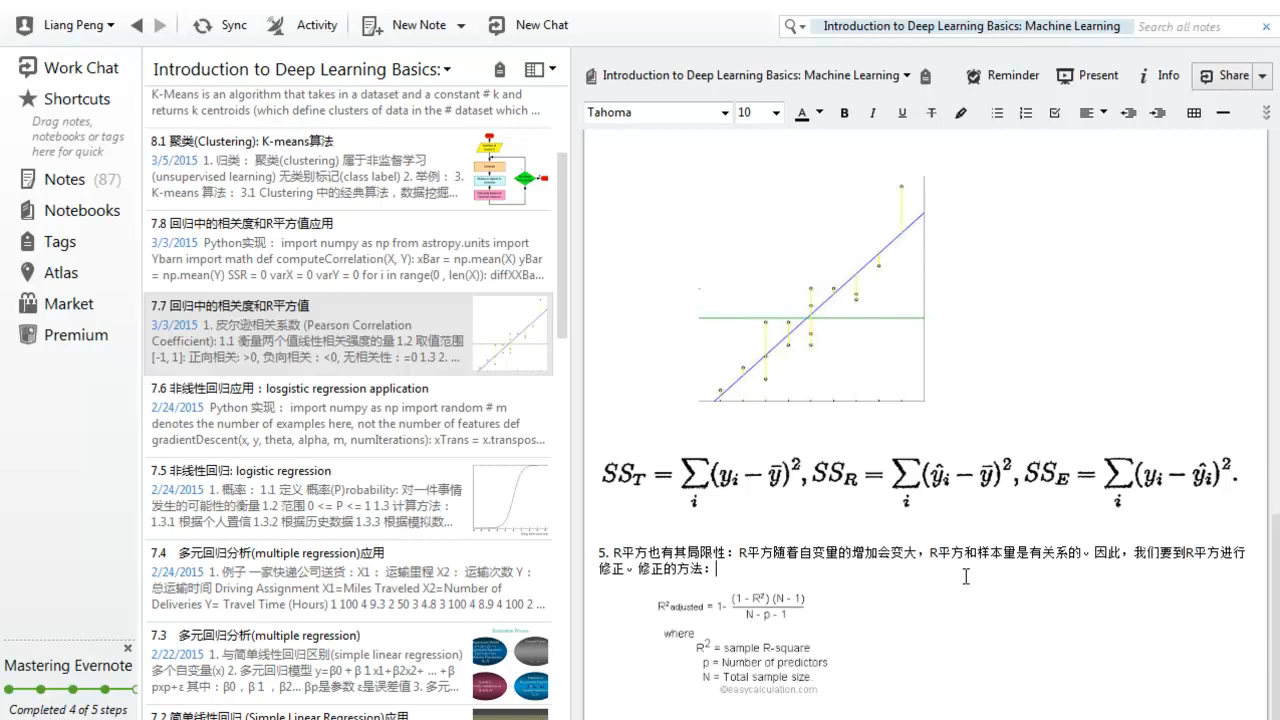 Liang Peng
Sync
Activity
New Note
New Chat
Introduction to Deep Learning Basics: Machine Learning
Search all notes
Work Chat
Shortcuts
Drag notes,
notebooks or tags
here for quick
Notes (87)
Notebooks
Tags
Atlas
Market
Premium
Mastering Evernote
Completed 4 of 5 steps
Introduction to Deep Learning Basics:
K-Means is an algorithm that takes in a dataset and a constant # k and
returns k centroids (which define clusters of data in the # dataset which ...
8.1 聚类(Clustering): K-means算法
3/5/2015 1. 归类： 聚类(clustering) 属于非监督学习
(unsupervised learning) 无类别标记(class label) 2. 举例： 3.
K-means 算... 3.1 Clustering 中的经典算法，数据挖掘...
7.8 回归中的相关度和R平方值应用
3/3/2015 Python实现： import numpy as np from astropy.units import
Ybarn import math def computeCorrelation(X, Y): xBar = np.mean(X) yBar
= np.mean(Y) SSR = 0 varX = 0 varY = 0 for i in range(0 , len(X)): diffXXBa...
7.7 回归中的相关度和R平方值
3/3/2015 1. 皮尔逊相关系数 (Pearson Correlation
Coefficient): 1.1 衡量两个值线性相关强度的量 1.2 取值范围
[-1, 1]: 正向相关: >0, 负向相关：<0, 无相关性：=0 1.3 2. ...
7.6 非线性回归应用：losgistic regression application
2/24/2015 Python 实现： import numpy as np import random # m
denotes the number of examples here, not the number of features def
gradientDescent(x, y, theta, alpha, m, numIterations): xTrans = x.transpos...
7.5 非线性回归: logistic regression
2/24/2015 1. 概率： 1.1 定义 概率(P)robability: 对一件事情
发生的可能性的衡量 1.2 范围 0 <= P <= 1 1.3 计算方法：
1.3.1 根据个人置信 1.3.2 根据历史数据 1.3.3 根据模拟数...
7.4 多元回归分析(multiple regression)应用
2/24/2015 1. 例子 一家快递公司送货：X1： 运输里程 X2： 运输次数 Y：
总运输时间 Driving Assignment X1=Miles Traveled X2=Number of
Deliveries Y= Travel Time (Hours) 1 100 4 9.3 2 50 3 4.8 3 100 4 8.9 4 100 2 ...
7.3 多元回归分析(multiple regression)
2/22/2015 1. 与简单线性回归区别(simple linear regression)
多个自变量(x) 2. 多元回归模型 y=β0 + β 1 x1+β2x2+ ... +β
pxp+ε 其中：β0，β1，β2... βp是参数 ε是误差值 3. 多元...
7.2 简单线性回归 (Simple Linear Regression)应用
Introduction to Deep Learning Basics: Machine Learning
Reminder
Present
Info
Share
Tahoma
10
SS_T = ∑_i (y_i − ȳ)², SS_R = ∑_i (ŷ_i − ȳ)², SS_E = ∑_i (y_i − ŷ_i)².
5. R平方也有其局限性：R平方随着自变量的增加会变大，R平方和样本量是有关系的。因此，我们要到R平方进行
修正。修正的方法：
R²adjusted = 1- (1 - R²) (N - 1) / N - p - 1
where
R² = sample R-square
p = Number of predictors
N = Total sample size.
©easycalculation.com